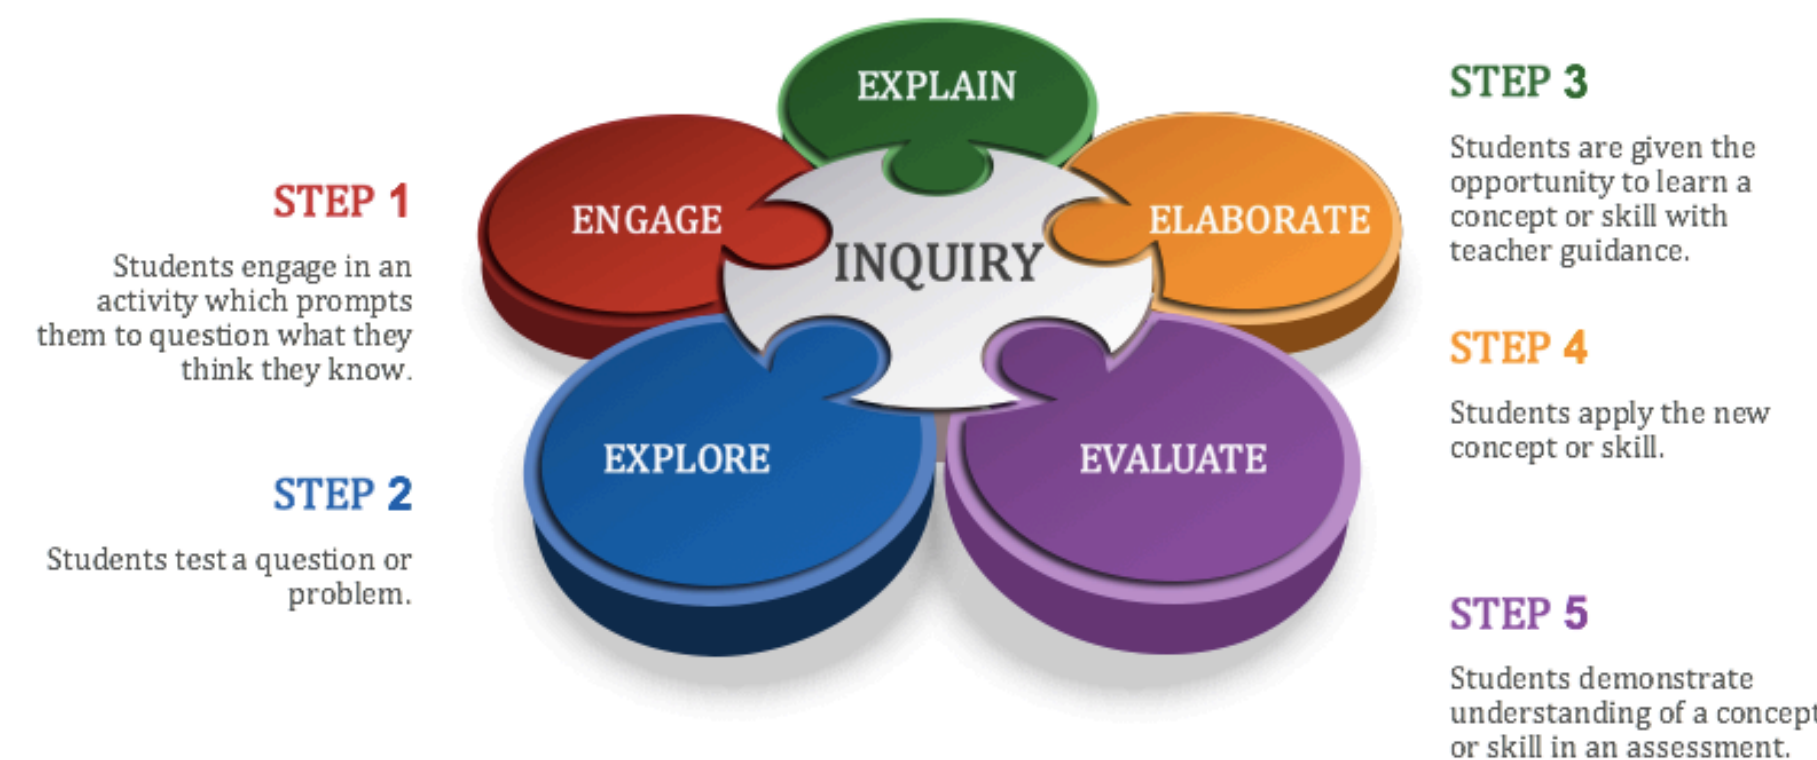 STEP 1
Students engage in an
activity which prompts
them to question what they
think they know.
STEP 2
Students test a question or
problem.
EXPLAIN
ENGAGE
ELABORATE
INQUIRY
EXPLORE
EVALUATE
STEP 3
Students are given the
opportunity to learn a
concept or skill with
teacher guidance.
STEP 4
Students apply the new
concept or skill.
STEP 5
Students demonstrate
understanding of a concept
or skill in an assessment.